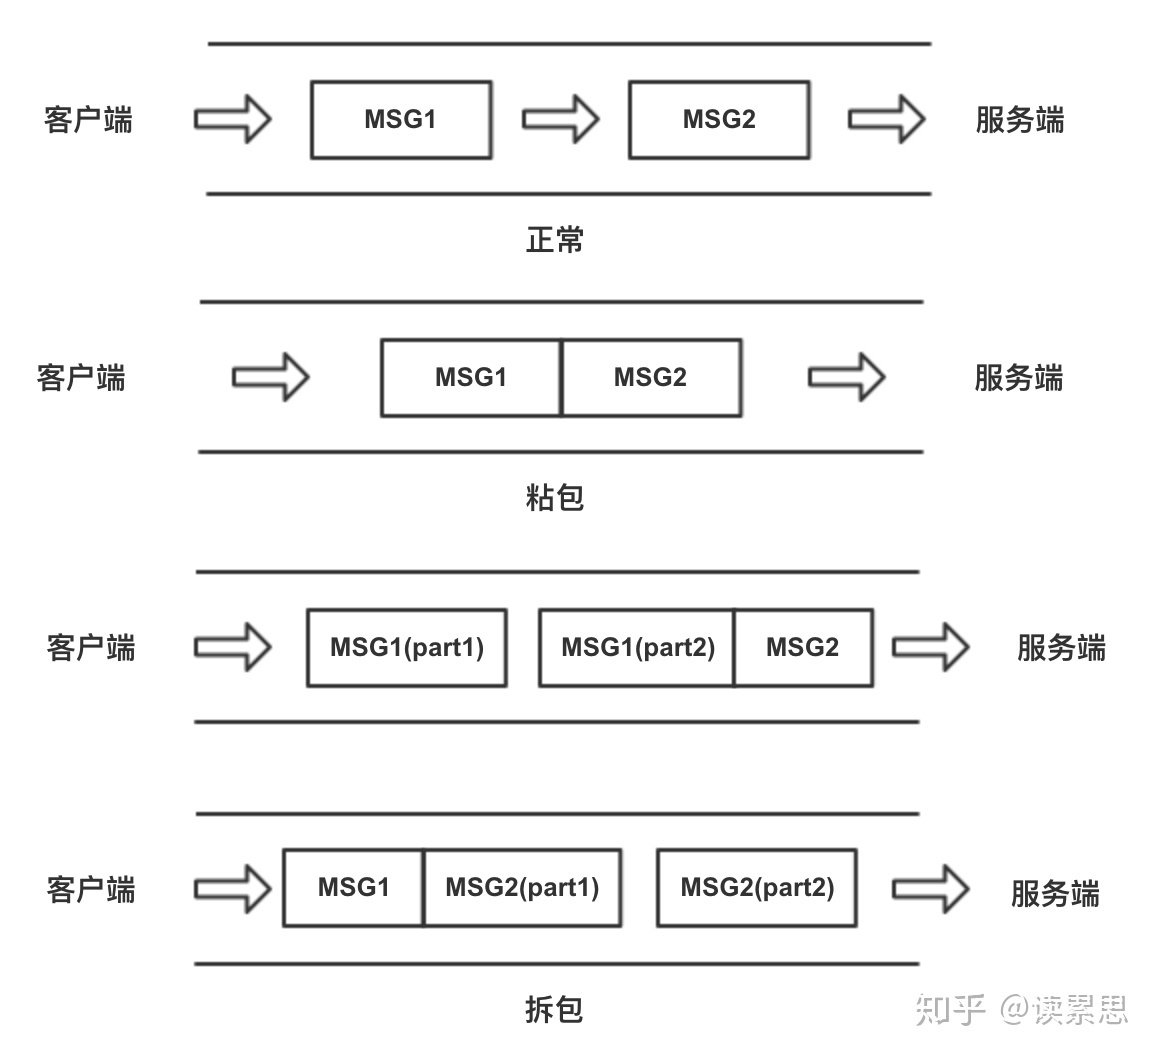 客户端 MSG1 MSG2 服务端
正常
客户端 MSG1 MSG2 服务端
粘包
客户端 MSG1(part1) MSG1(part2) MSG2 服务端
客户端 MSG1 MSG2(part1) MSG2(part2) 服务端
拆包
知乎 @读累思